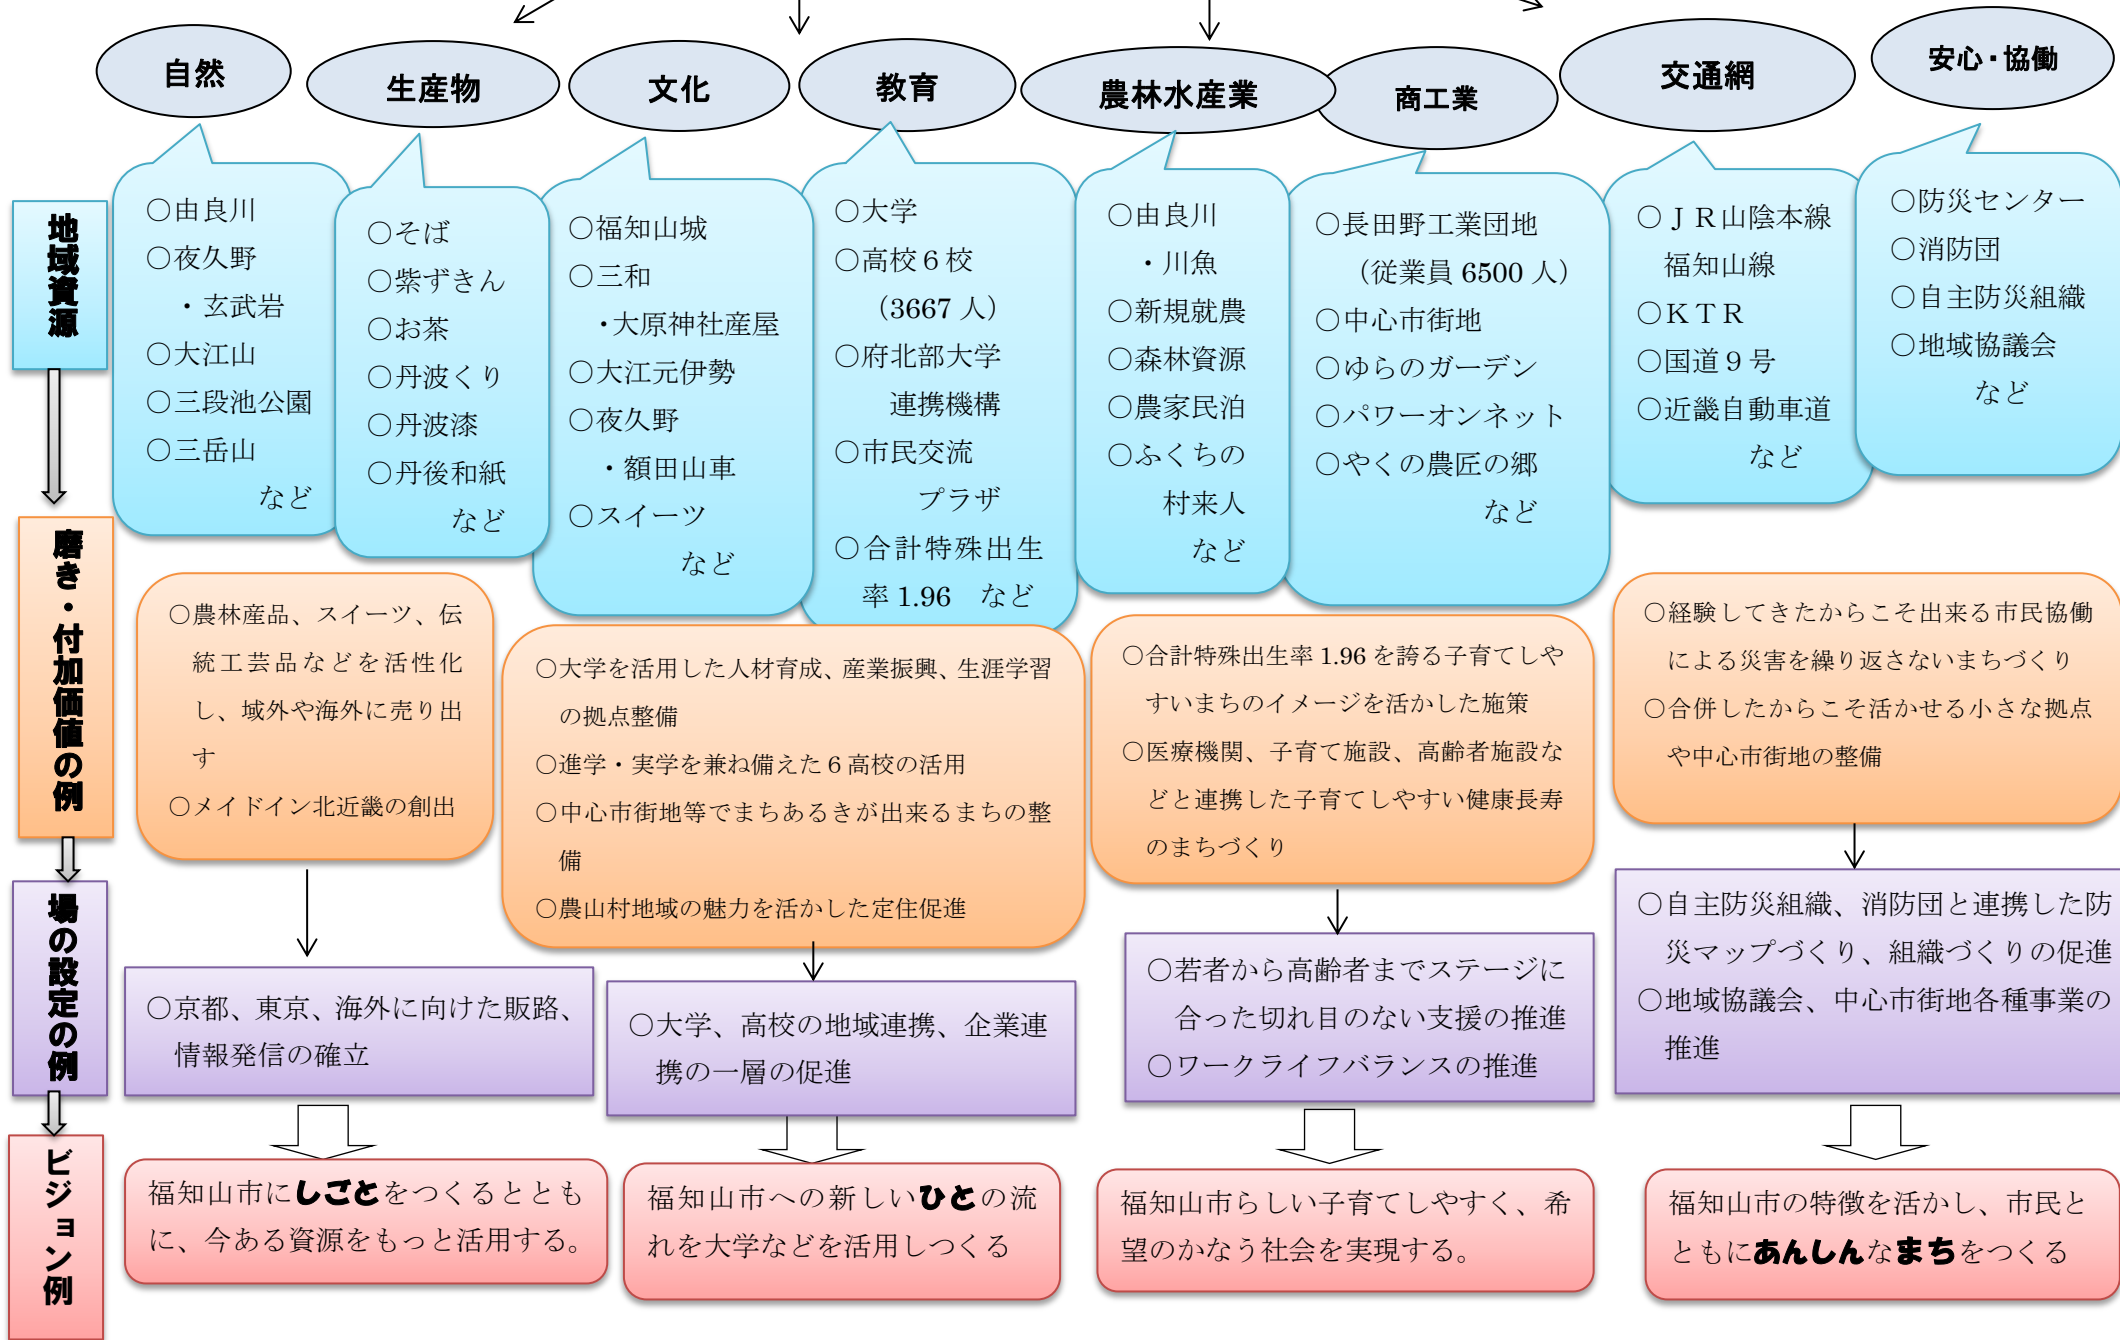 自然
生産物
文化
教育
農林水産業
商工業
交通網
安心・協働
地域資源
○由良川
○夜久野
・玄武岩
○大江山
○三段池公園
○三岳山
など
○そば
○紫ずきん
○お茶
○丹波くり
○丹波漆
○丹後和紙
など
○福知山城
○三和
・大原神社産屋
○大江元伊勢
○夜久野
・額田山車
○スイーツ
など
○大学
○高校６校
（3667 人）
○府北部大学
連携機構
○市民交流
プラザ
○合計特殊出生
率 1.96　など
○由良川
・川魚
○新規就農
○森林資源
○農家民泊
○ふくちの
村来人
など
○長田野工業団地
（従業員 6500 人）
○中心市街地
○ゆらのガーデン
○パワーオンネット
○やくの農匠の郷
など
○ＪＲ山陰本線
福知山線
○ＫＴＲ
○国道９号
○近畿自動車道
など
○防災センター
○消防団
○自主防災組織
○地域協議会
など
磨き・付加価値の例
○農林産品、スイーツ、伝
統工芸品などを活性化
し、域外や海外に売り出
す
○メイドイン北近畿の創出
○大学を活用した人材育成、産業振興、生涯学習
の拠点整備
○進学・実学を兼ね備えた６高校の活用
○中心市街地等でまちあるきが出来るまちの整
備
○農山村地域の魅力を活かした定住促進
○合計特殊出生率 1.96 を誇る子育てしや
すいまちのイメージを活かした施策
○医療機関、子育て施設、高齢者施設な
どと連携した子育てしやすい健康長寿
のまちづくり
○経験してきたからこそ出来る市民協働
による災害を繰り返さないまちづくり
○合併したからこそ活かせる小さな拠点
や中心市街地の整備
場の設定の例
○京都、東京、海外に向けた販路、
情報発信の確立
○大学、高校の地域連携、企業連
携の一層の促進
○若者から高齢者までステージに
合った切れ目のない支援の推進
○ワークライフバランスの推進
○自主防災組織、消防団と連携した防
災マップづくり、組織づくりの促進
○地域協議会、中心市街地各種事業の
推進
ビジョン例
福知山市にしごとをつくるととも
に、今ある資源をもっと活用する。
福知山市への新しいひとの流
れを大学などを活用しつくる
福知山市らしい子育てしやすく、希
望のかなう社会を実現する。
福知山市の特徴を活かし、市民と
ともにあんしんなまちをつくる